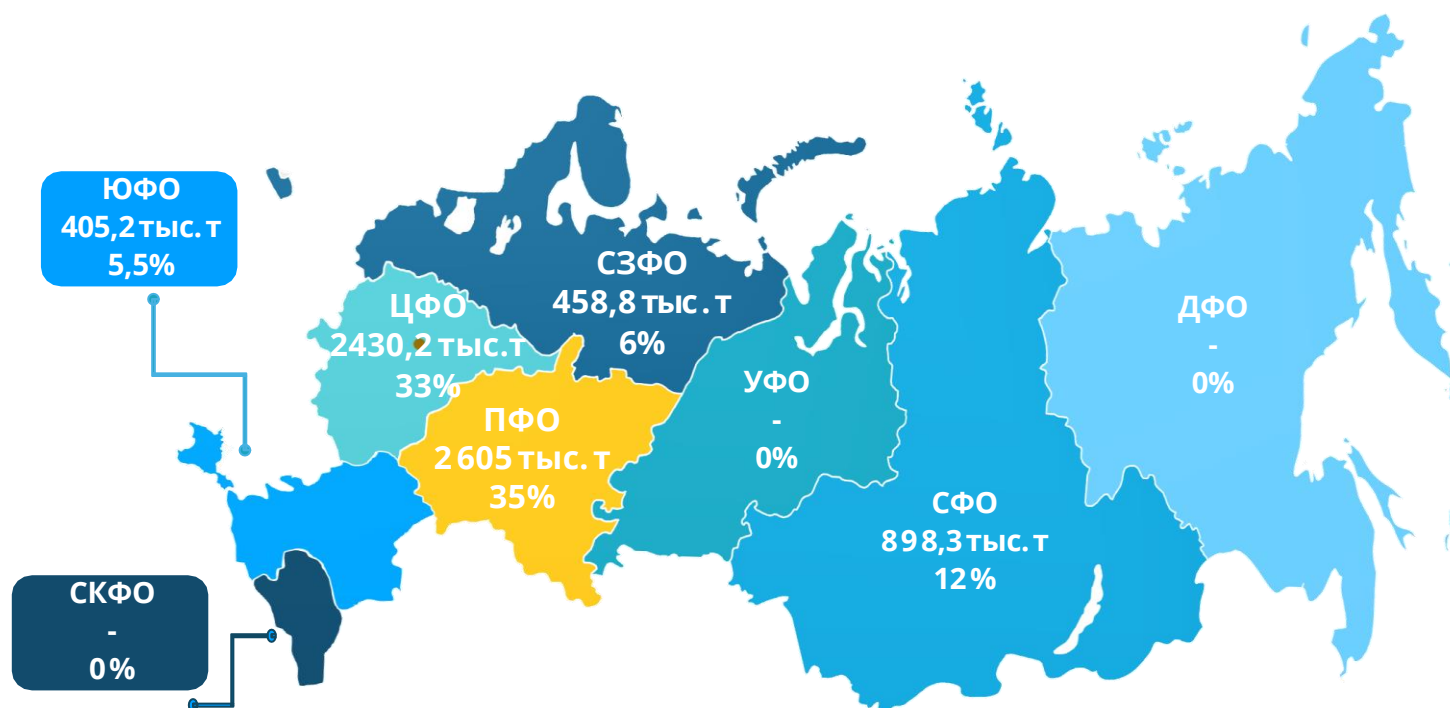 ЮФО
405,2 тыс. т
5,5%
СЗФО
458,8 тыс. т
6%
ЦФО
2430,2 тыс.т
33%
ДФО
-
0%
УФО
-
0%
ПФО
2 605 тыс. т
35%
СФО
898,3 тыс. т
12 %
СКФО
-
0 %